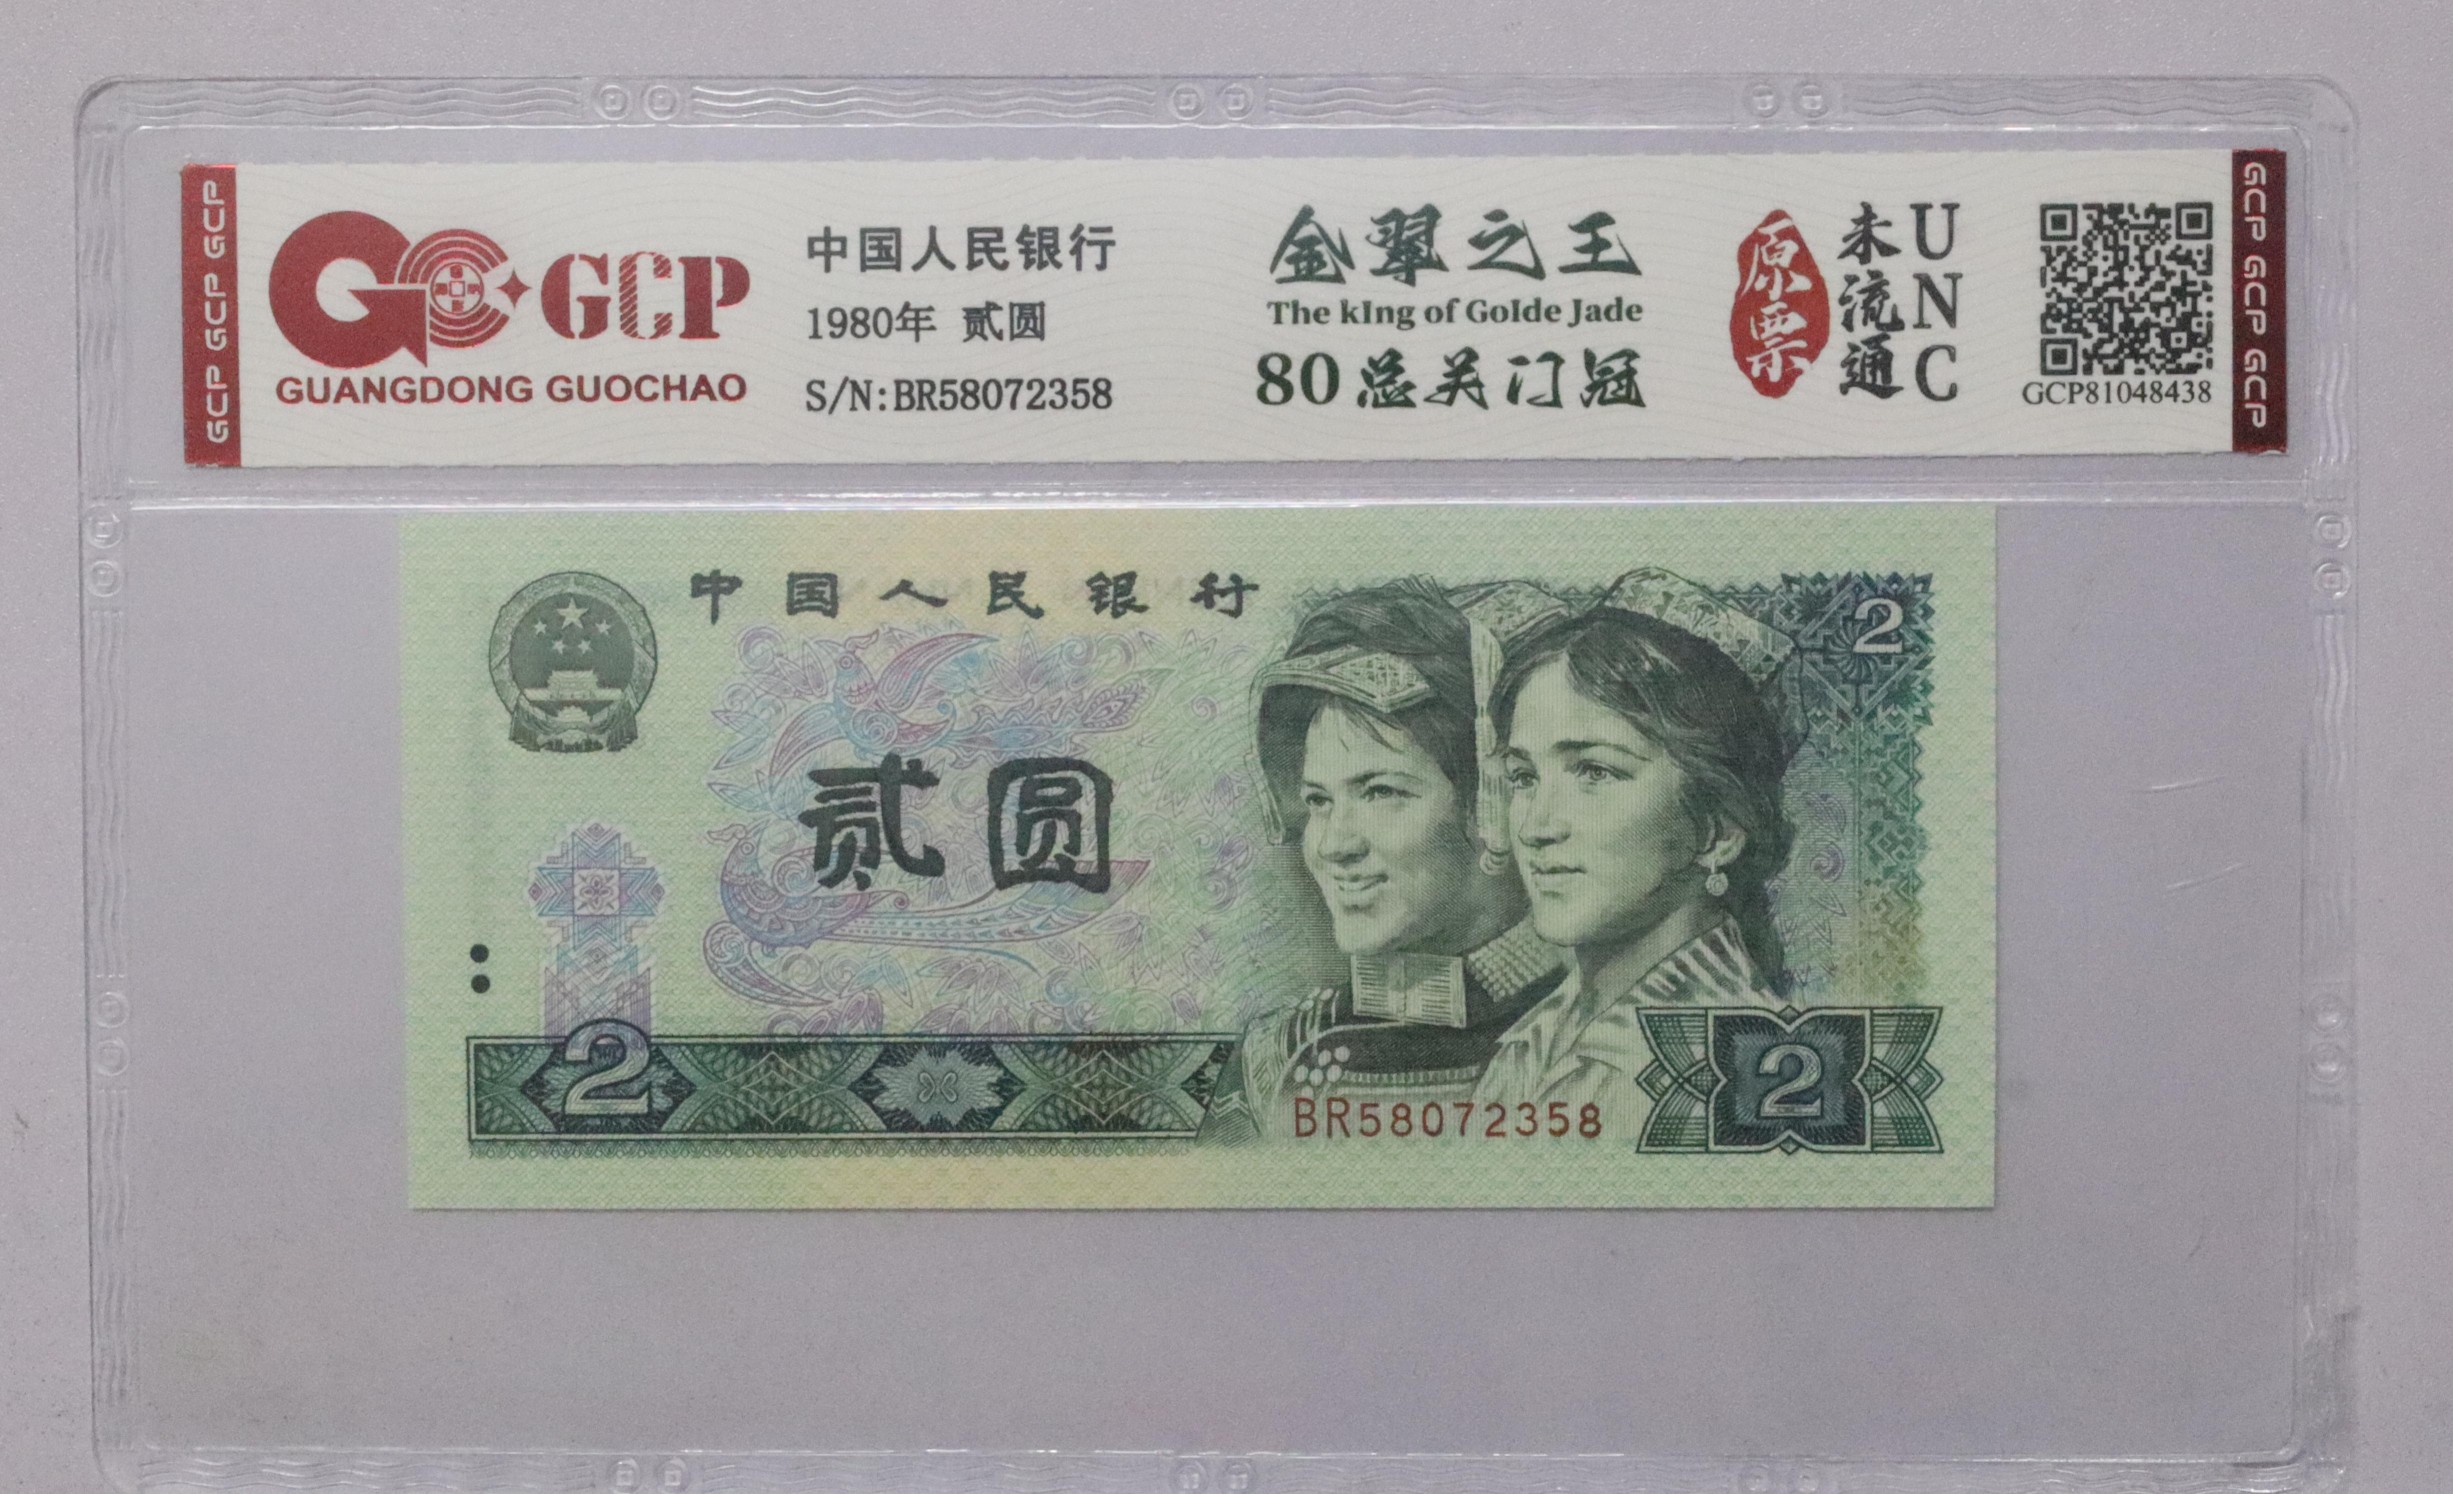 GCP GCP GCP
GCP
GUANGDONG GUOCHAO
中国人民银行
1980年 贰圆
S/N:BR58072358
金翠之王
The kIng of Golde Jade
80总关门冠
原票
未流通
UNC
GCP81048438
GCP GCP GCP
中国人民银行
2
贰圆
2
BR58072358
2